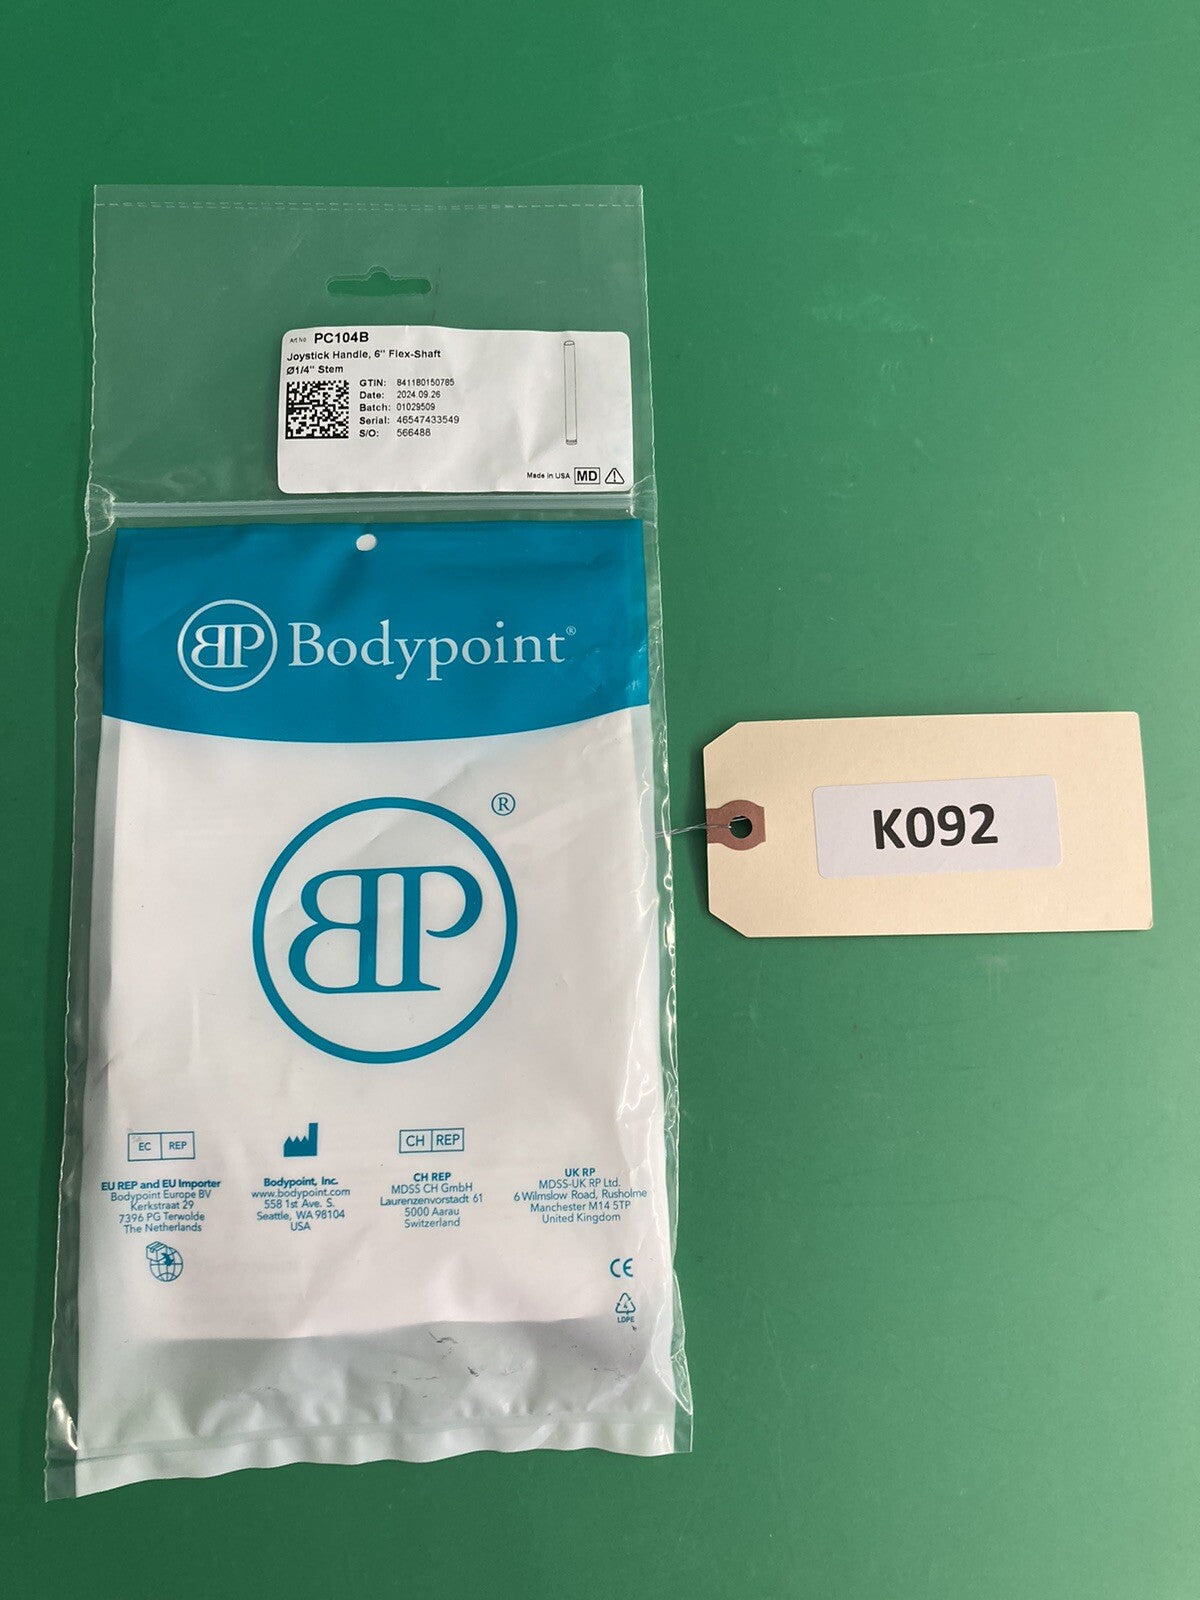 Art No PC104B
Joystick Handle, 6" Flex-Shaft
Ø1/4" Stem
GTIN: 841180150785
Date: 2024.09.26
Batch: 01029509
Serial: 46547433549
S/O: 566488
Made in USA MD
BP Bodypoint®
®
BP
K092
EC REP
EU REP and EU Importer
Bodypoint Europe BV
Kerkstraat 29
7396 PG Terwolde
The Netherlands
Bodypoint, Inc.
www.bodypoint.com
558 1st Ave. S.
Seattle, WA 98104
USA
CH REP
CH REP
MDSS CH GmbH
Laurenzenvorstadt 61
5000 Aarau
Switzerland
UK RP
MDSS-UK RP Ltd.
6 Wilmslow Road, Rusholme
Manchester M14 5TP
United Kingdom
CE
4
LDPE